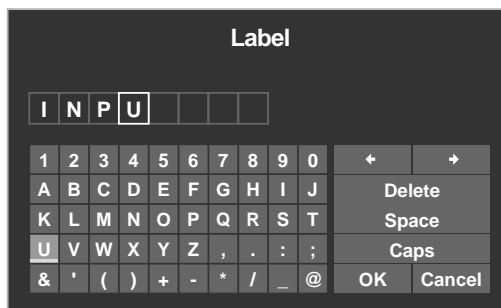 Label
I N P U
1 2 3 4 5 6 7 8 9 0 🡸 🡺
A B C D E F G H I J Delete
K L M N O P Q R S T Space
U V W X Y Z , . : ; Caps
& ' ( ) + - * / _ @ OK Cancel